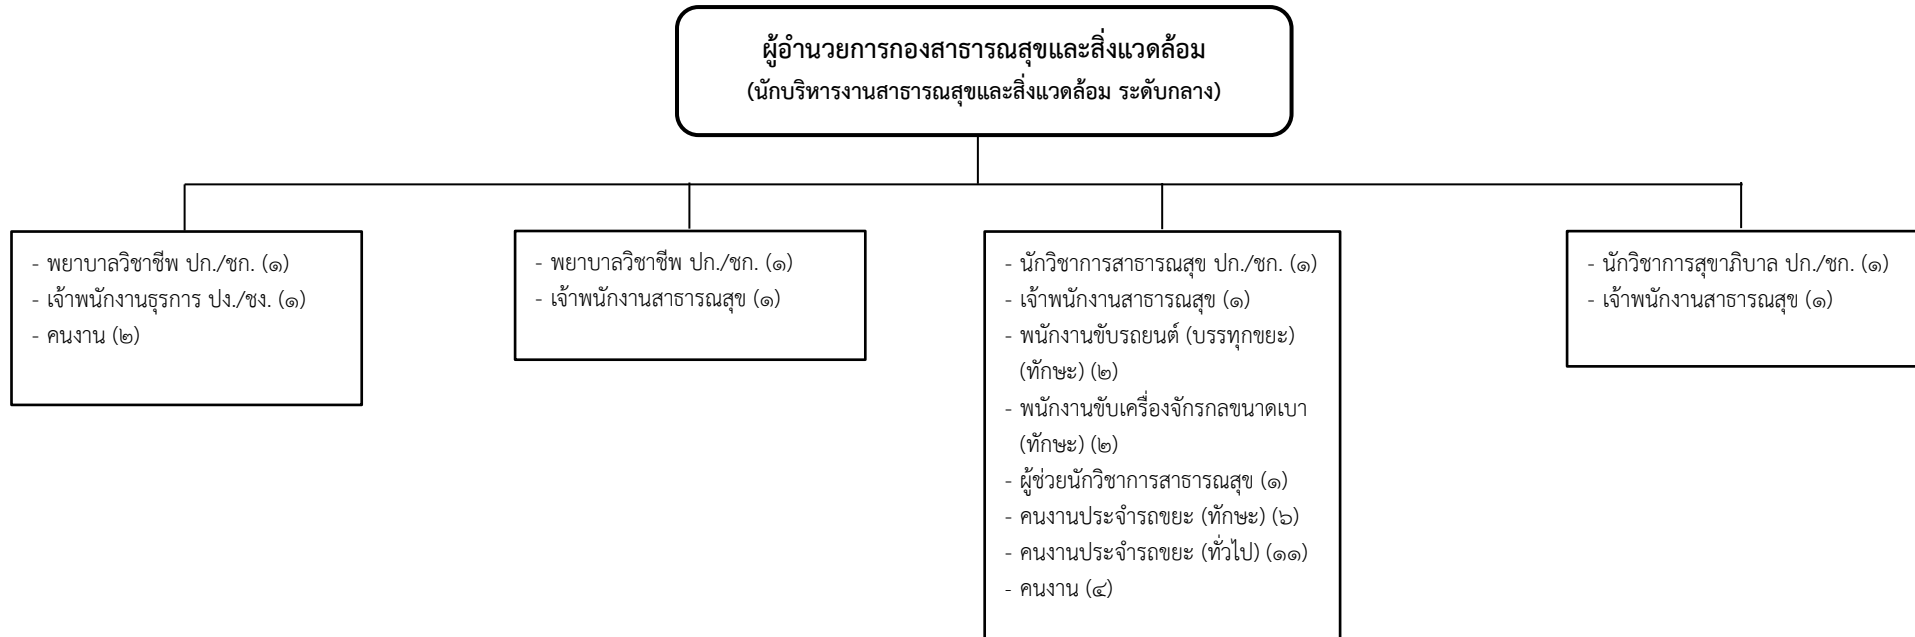 ผู้อำนวยการกองสาธารณสุขและสิ่งแวดล้อม
(นักบริหารงานสาธารณสุขและสิ่งแวดล้อม ระดับกลาง)
- พยาบาลวิชาชีพ ปก./ชก. (๑)
- เจ้าพนักงานธุรการ ปง./ชง. (๑)
- คนงาน (๒)
- พยาบาลวิชาชีพ ปก./ชก. (๑)
- เจ้าพนักงานสาธารณสุข (๑)
- นักวิชาการสาธารณสุข ปก./ชก. (๑)
- เจ้าพนักงานสาธารณสุข (๑)
- พนักงานขับรถยนต์ (บรรทุกขยะ)
(ทักษะ) (๒)
- พนักงานขับเครื่องจักรกลขนาดเบา
(ทักษะ) (๒)
- ผู้ช่วยนักวิชาการสาธารณสุข (๑)
- คนงานประจำรถขยะ (ทักษะ) (๖)
- คนงานประจำรถขยะ (ทั่วไป) (๑๑)
- คนงาน (๔)
- นักวิชาการสุขาภิบาล ปก./ชก. (๑)
- เจ้าพนักงานสาธารณสุข (๑)